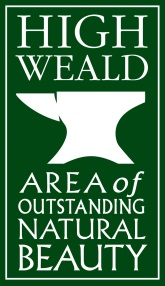 HIGH
WEALD
AREA of
OUTSTANDING
NATURAL
BEAUTY